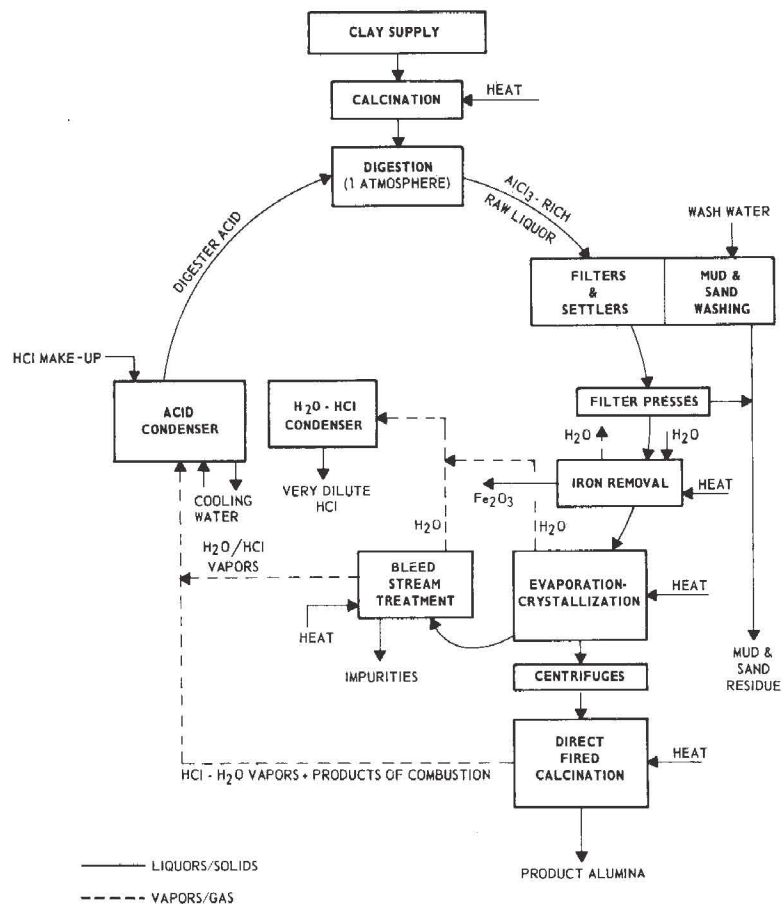 CLAY SUPPLY
CALCINATION
HEAT
DIGESTION
(1 ATMOSPHERE)
AlCl3 - RICH
RAW LIQUOR
DIGESTER ACID
WASH WATER
FILTERS
&
SETTLERS
MUD &
SAND
WASHING
HCl MAKE-UP
ACID
CONDENSER
H2O - HCl
CONDENSER
FILTER PRESSES
H2O
H2O
IRON REMOVAL
HEAT
Fe2O3
COOLING
WATER
VERY DILUTE
HCl
H2O
H2O
H2O/HCl
VAPORS
BLEED
STREAM
TREATMENT
HEAT
IMPURITIES
EVAPORATION-
CRYSTALLIZATION
HEAT
MUD &
SAND
RESIDUE
CENTRIFUGES
DIRECT
FIRED
CALCINATION
HEAT
HCl - H2O VAPORS + PRODUCTS OF COMBUSTION
PRODUCT ALUMINA
LIQUORS/SOLIDS
VAPORS/GAS